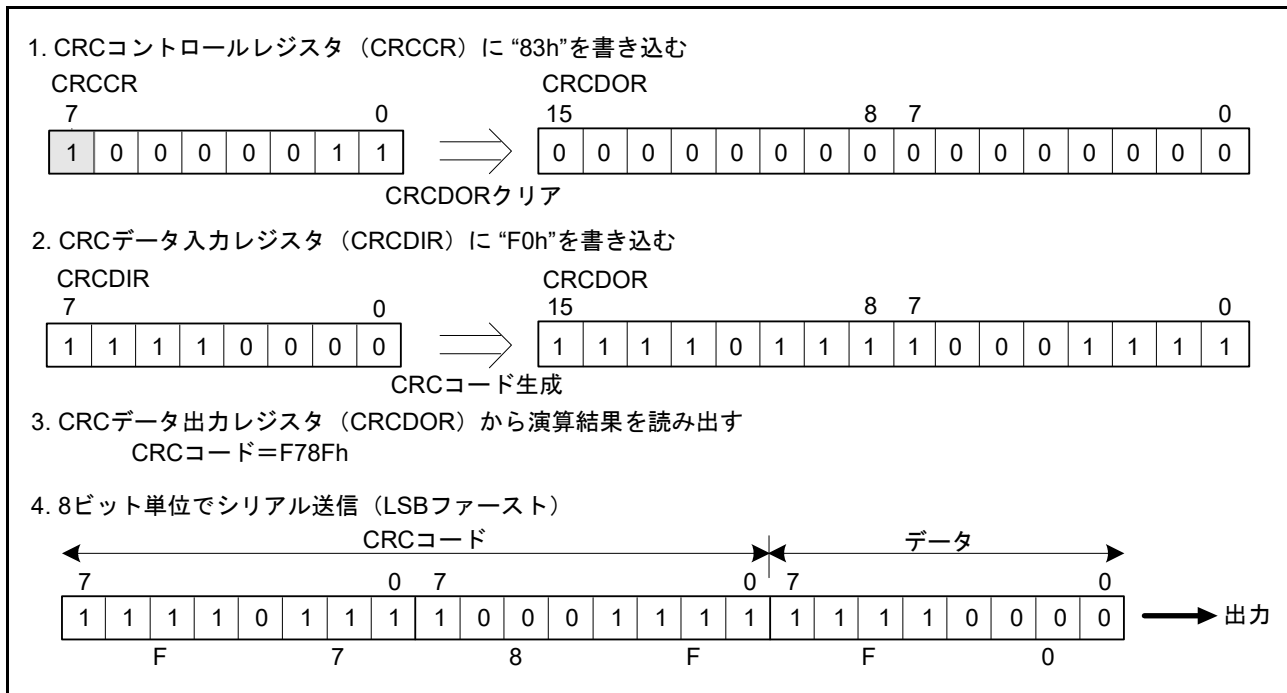 1. CRCコントロールレジスタ（CRCCR）に “83h”を書き込む
CRCCR CRCDOR
7 0 15 8 7 0
1 0 0 0 0 0 1 1 0 0 0 0 0 0 0 0 0 0 0 0 0 0 0 0
CRCDORクリア
2. CRCデータ入力レジスタ（CRCDIR）に “F0h”を書き込む
CRCDIR CRCDOR
7 0 15 8 7 0
1 1 1 1 0 0 0 0 1 1 1 1 0 1 1 1 1 0 0 0 1 1 1 1
CRCコード生成
3. CRCデータ出力レジスタ（CRCDOR）から演算結果を読み出す
CRCコード＝F78Fh
4. 8ビット単位でシリアル送信（LSBファースト）
CRCコード データ
7 0 7 0 7 0
1 1 1 1 0 1 1 1 1 0 0 0 1 1 1 1 1 1 1 1 0 0 0 0 出力
F 7 8 F F 0